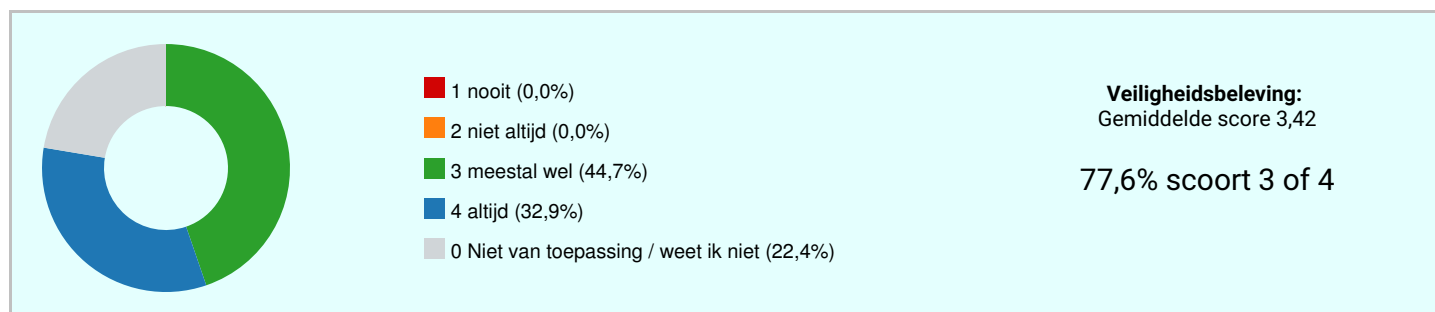 1 nooit (0,0%)
2 niet altijd (0,0%)
3 meestal wel (44,7%)
4 altijd (32,9%)
0 Niet van toepassing / weet ik niet (22,4%)
Veiligheidsbeleving:
Gemiddelde score 3,42
77,6% scoort 3 of 4